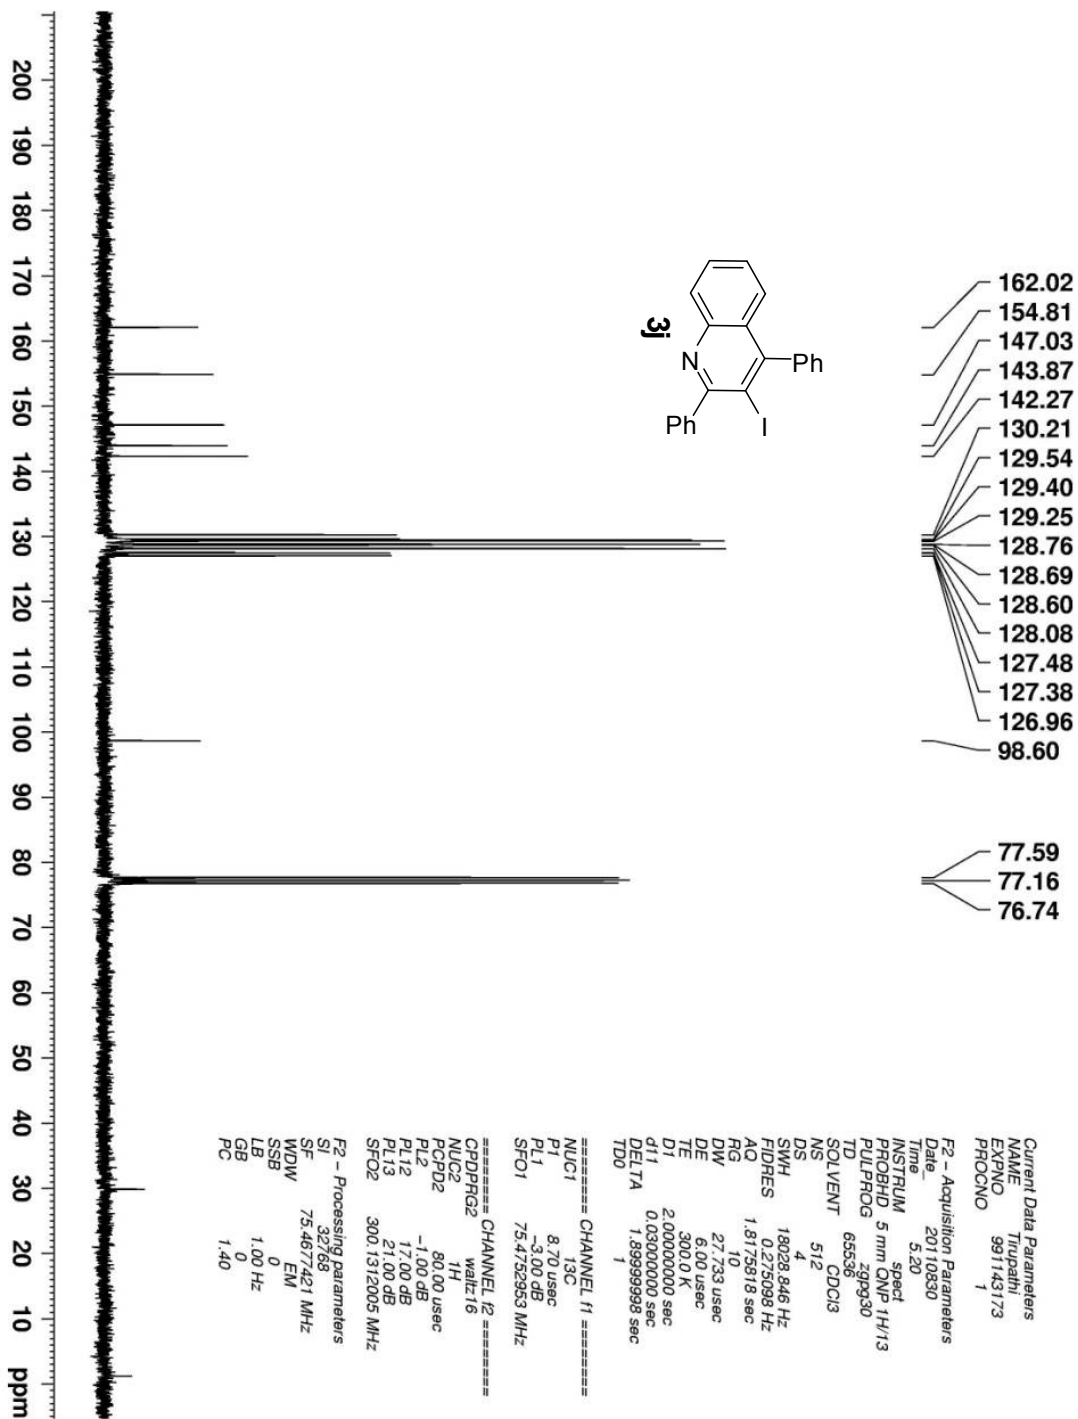 162.02
154.81
147.03
143.87
142.27
130.21
129.54
129.40
129.25
128.76
128.69
128.60
128.08
127.48
127.38
126.96
98.60
77.59
77.16
76.74
N
Ph
Ph
I
3j
Current Data Parameters
NAME Tirupathi
EXPNO 991143173
PROCNO 1
F2 – Acquisition Parameters
Date_ 20110830
Time 5.20
INSTRUM spect
PROBHD 5 mm QNP 1H/13
PULPROG zgpg30
TD 65536
SOLVENT CDCl3
NS 512
DS 4
SWH 18028.846 Hz
FIDRES 0.275098 Hz
AQ 1.8175818 sec
RG 10
DW 27.733 usec
DE 6.00 usec
TE 300.0 K
D1 2.00000000 sec
d11 0.03000000 sec
DELTA 1.89999998 sec
TD0 1
======== CHANNEL f1 ========
NUC1 13C
P1 8.70 usec
PL1 –3.00 dB
SFO1 75.4752953 MHz
======== CHANNEL f2 ========
CPDPRG2 waltz16
NUC2 1H
PCPD2 80.00 usec
PL2 –1.00 dB
PL12 17.00 dB
PL13 21.00 dB
SFO2 300.1312005 MHz
F2 – Processing parameters
SI 32768
SF 75.4677421 MHz
WDW EM
SSB 0
LB 1.00 Hz
GB 0
PC 1.40
200 190 180 170 160 150 140 130 120 110 100 90 80 70 60 50 40 30 20 10 ppm